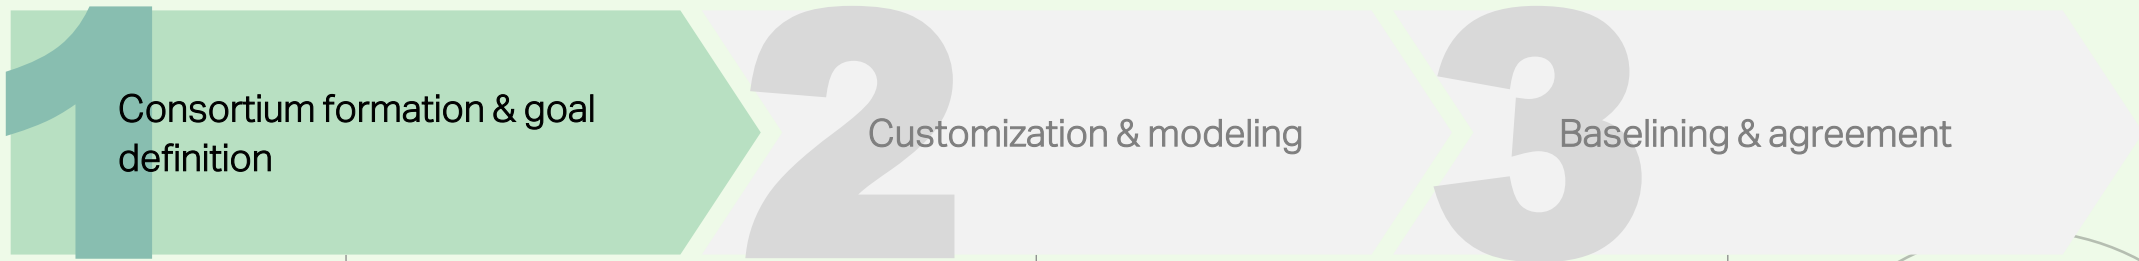 1
Consortium formation & goal
definition
2
Customization & modeling
3
Baselining & agreement